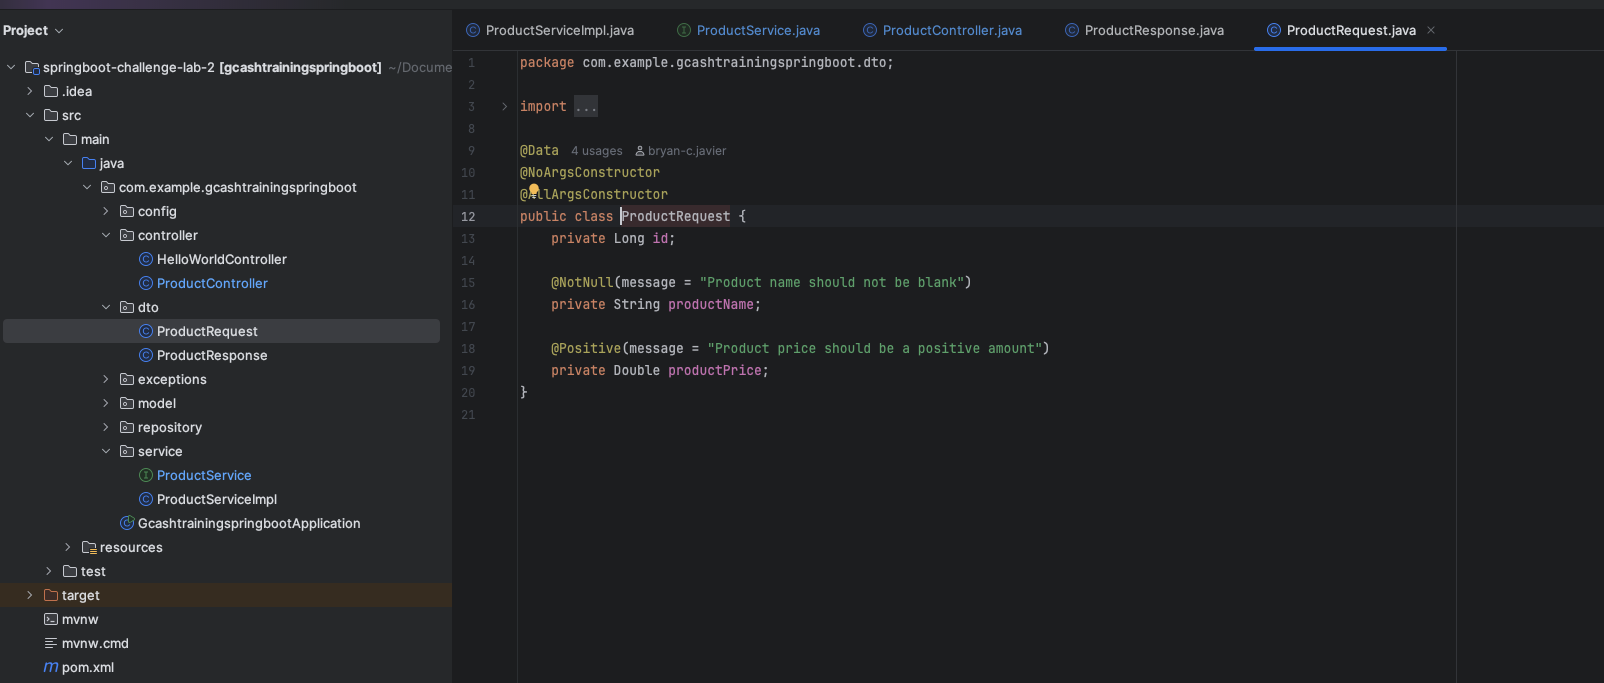 Project
springboot-challenge-lab-2 [gcashtrainingspringboot] ~/Docume
.idea
src
main
java
com.example.gcashtrainingspringboot
config
controller
HelloWorldController
ProductController
dto
ProductRequest
ProductResponse
exceptions
model
repository
service
ProductService
ProductServiceImpl
GcashtrainingspringbootApplication
resources
test
target
mvnw
mvnw.cmd
pom.xml
ProductServiceImpl.java ProductService.java ProductController.java ProductResponse.java ProductRequest.java
1 package com.example.gcashtrainingspringboot.dto;
2
3 import ...
8
9 @Data 4 usages bryan-c.javier
10 @NoArgsConstructor
11 @AllArgsConstructor
12 public class ProductRequest {
13 private Long id;
14
15 @NotNull(message = "Product name should not be blank")
16 private String productName;
17
18 @Positive(message = "Product price should be a positive amount")
19 private Double productPrice;
20 }
21